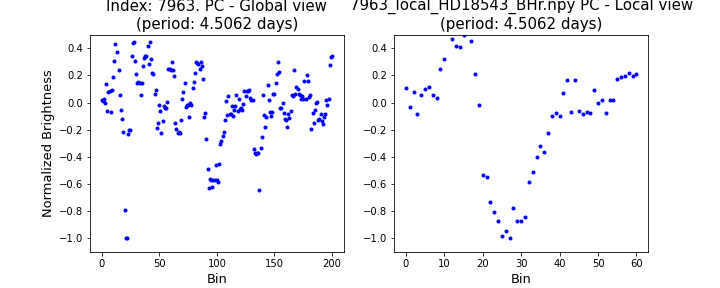 Index: 7963. PC - Global view
(period: 4.5062 days)
7963_local_HD18543_BHr.npy PC - Local view
(period: 4.5062 days)
Normalized Brightness
0.4
0.2
0.0
−0.2
−0.4
−0.6
−0.8
−1.0
0 50 100 150 200
Bin
0.4
0.2
0.0
−0.2
−0.4
−0.6
−0.8
−1.0
0 10 20 30 40 50 60
Bin